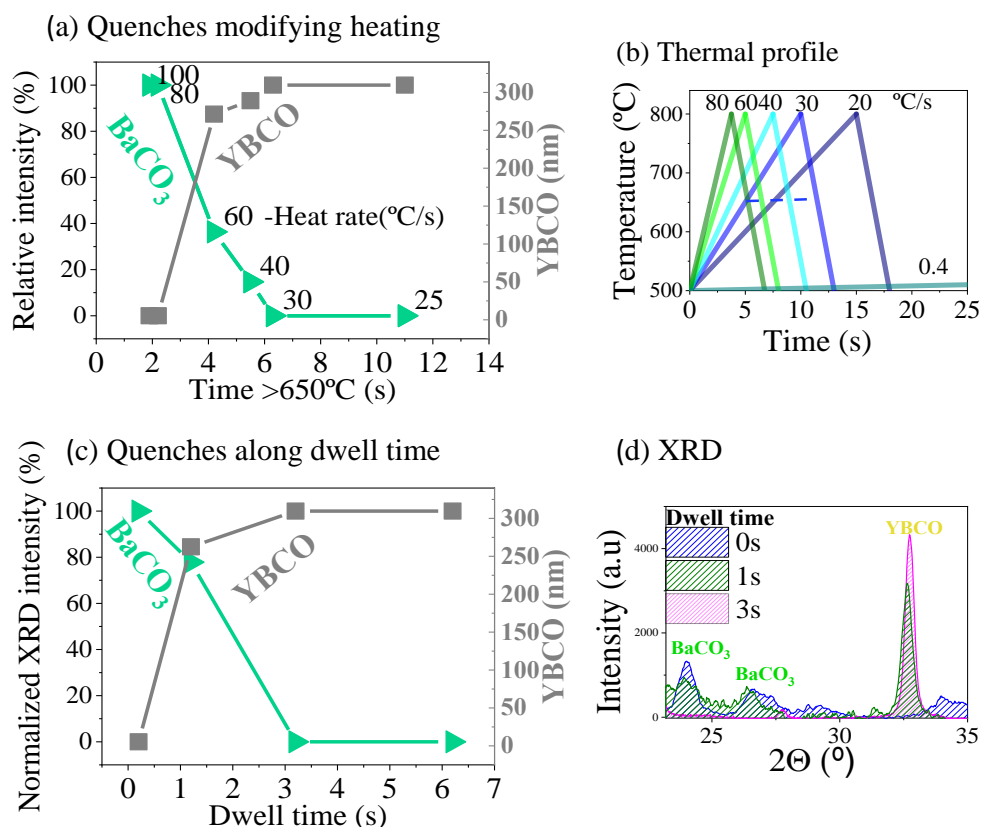 (a) Quenches modifying heating
Relative intensity (%)
100
80
60
40
20
0
100
80
BaCO3
YBCO
60 -Heat rate(ºC/s)
40
30
25
300
250
200
150
100
50
0
YBCO (nm)
0 2 4 6 8 10 12 14
Time >650ºC (s)
(b) Thermal profile
Temperature (ºC)
800
700
600
500
80 60 40 30 20 ºC/s
0.4
0 5 10 15 20 25
Time (s)
(c) Quenches along dwell time
Normalized XRD intensity (%)
100
80
60
40
20
0
BaCO3
YBCO
300
250
200
150
100
50
0
YBCO (nm)
0 1 2 3 4 5 6 7
Dwell time (s)
(d) XRD
Intensity (a.u)
4000
2000
0
Dwell time
0s
1s
3s
YBCO
BaCO3
BaCO3
25 30 35
2Θ (º)